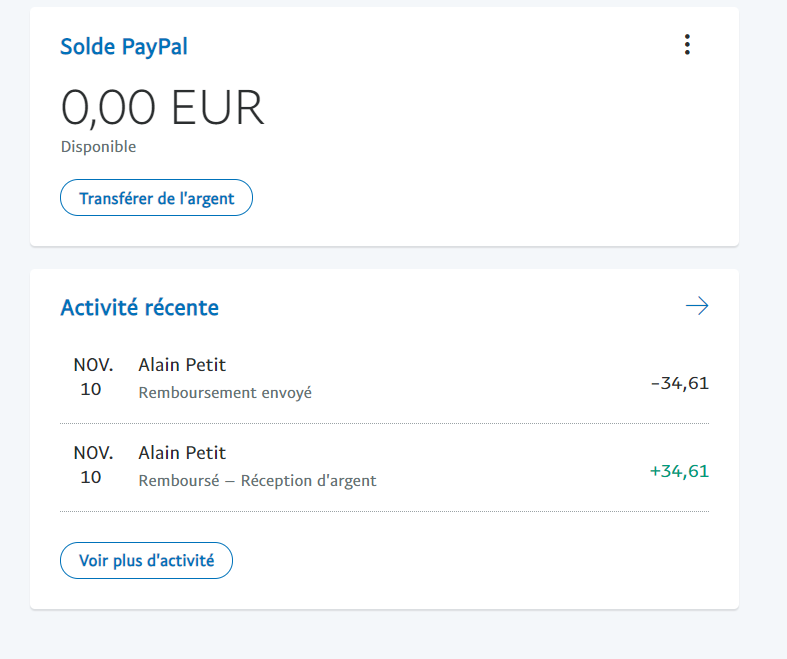 Solde PayPal
0,00 EUR
Disponible
Transférer de l'argent
Activité récente
NOV. 10
Alain Petit
Remboursement envoyé
-34,61
NOV. 10
Alain Petit
Remboursé – Réception d'argent
+34,61
Voir plus d'activité